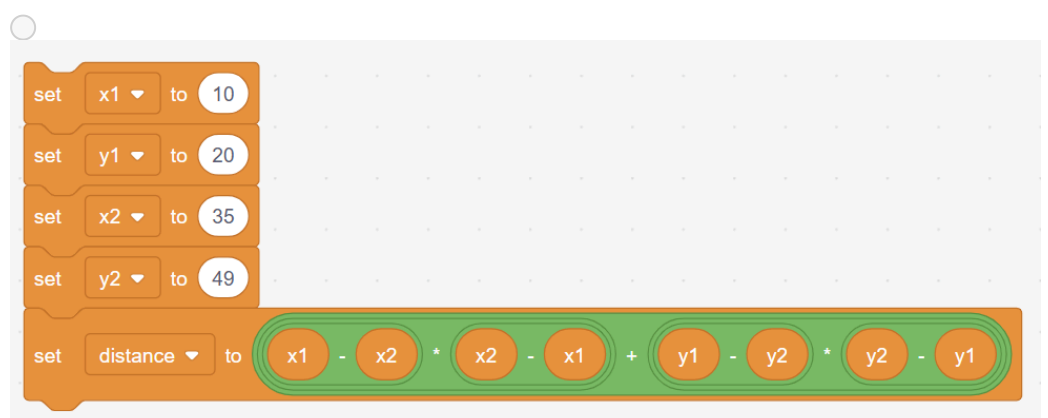 set x1 to 10
set y1 to 20
set x2 to 35
set y2 to 49
set distance to x1 - x2 * x2 - x1 + y1 - y2 * y2 - y1